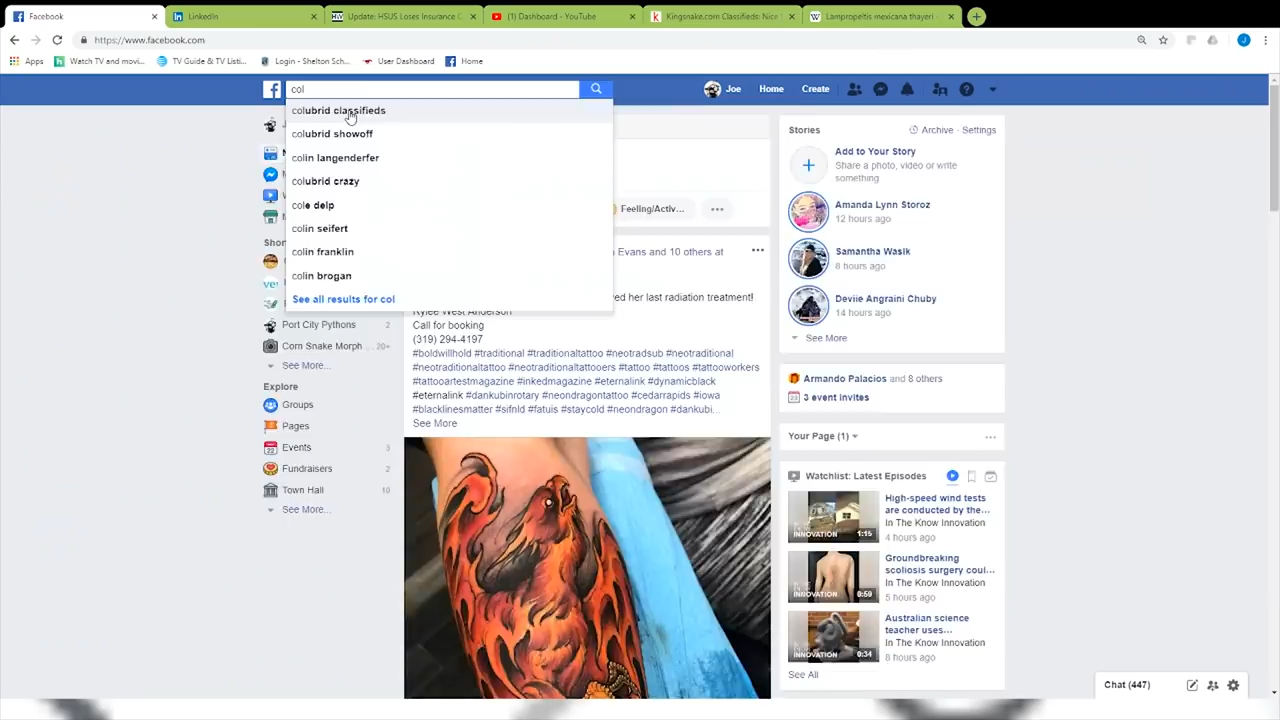 Facebook
LinkedIn
Update: HSUS Loses Insurance C
(1) Dashboard - YouTube
Kingsnake.com Classifieds: Nice
Lampropeltis mexicana thayeri
https://www.facebook.com
Apps
Watch TV and movi...
TV Guide & TV Listi...
Login - Shelton Sch...
User Dashboard
Home
col
Joe
Home
Create
colubrid classifieds
colubrid showoff
colin langenderfer
colubrid crazy
cole delp
colin seifert
colin franklin
colin brogan
See all results for col
Port City Pythons 2
Corn Snake Morph ... 20+
See More...
Explore
Groups
Pages
Events 3
Fundraisers 2
Town Hall 10
See More...
Feeling/Activ...
Evans and 10 others at
ed her last radiation treatment!
Rylee West Anderson
Call for booking
(319) 294-4197
#boldwillhold #traditional #traditionaltattoo #neotradsub #neotraditional
#neotraditionaltattoo #neotraditionaltattooers #tattoo #tattoos #tattooworkers
#tattooartestmagazine #inkedmagazine #eternalink #dynamicblack
#eternalink #dankubinrotary #neondragontattoo #cedarrapids #iowa
#blacklinesmatter #sifnld #fatuis #staycold #neondragon #dankubi...
See More
Stories
Archive · Settings
Add to Your Story
Share a photo, video or write
something
Amanda Lynn Storoz
12 hours ago
Samantha Wasik
8 hours ago
Deviie Angraini Chuby
14 hours ago
See More
Armando Palacios and 8 others
3 event invites
Your Page (1)
Watchlist: Latest Episodes
High-speed wind tests
are conducted by the...
In The Know Innovation
4 hours ago
INNOVATION
1:15
Groundbreaking
scoliosis surgery coul...
In The Know Innovation
5 hours ago
INNOVATION
0:59
Australian science
teacher uses...
In The Know Innovation
8 hours ago
INNOVATION
0:34
See All
Chat (447)